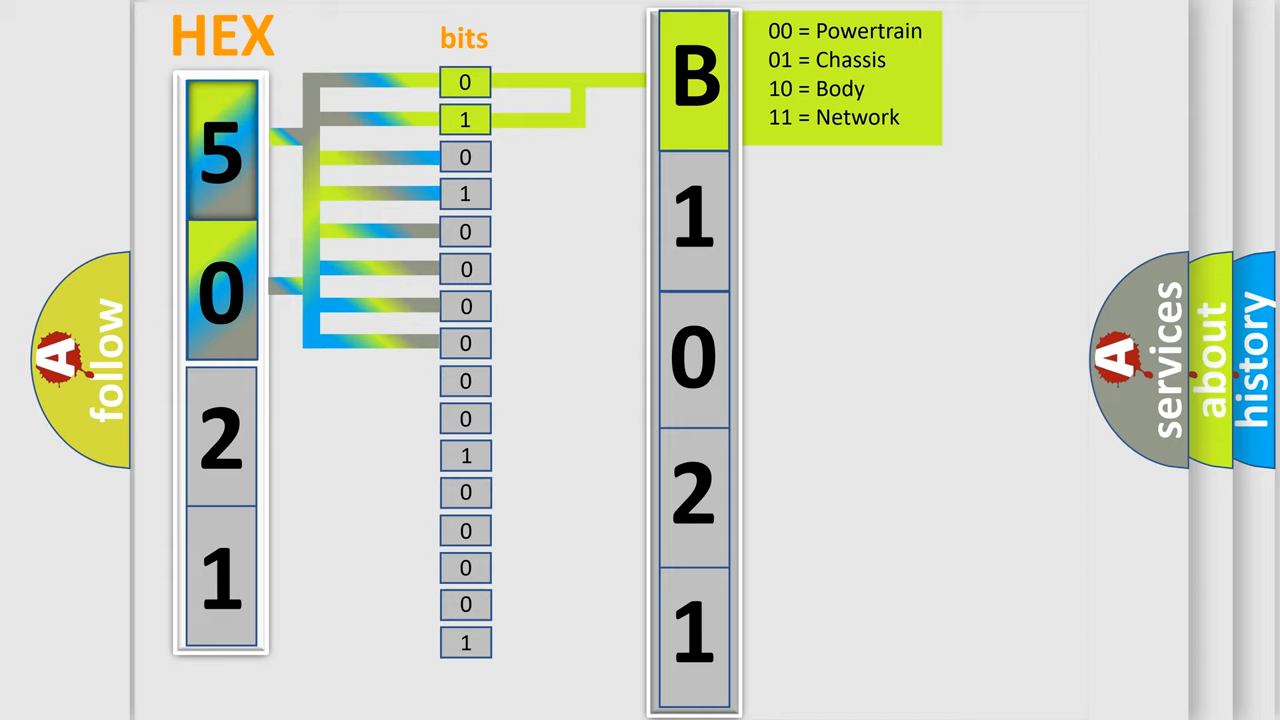 HEX
bits
5
0
2
1
0
1
0
1
0
0
0
0
0
0
1
0
0
0
0
1
B
1
0
2
1
00 = Powertrain
01 = Chassis
10 = Body
11 = Network
A
follow
A
services
about
history